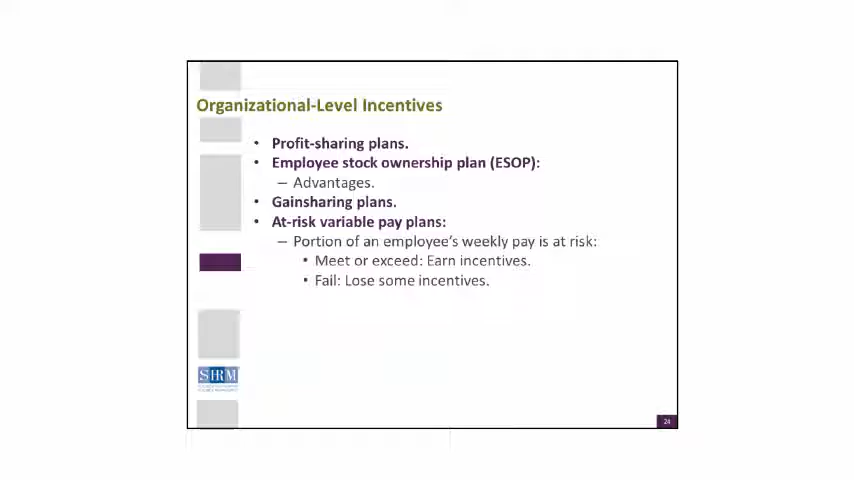 Organizational-Level Incentives
• Profit-sharing plans.
• Employee stock ownership plan (ESOP):
– Advantages.
• Gainsharing plans.
• At-risk variable pay plans:
– Portion of an employee's weekly pay is at risk:
• Meet or exceed: Earn incentives.
• Fail: Lose some incentives.
SHRM
24